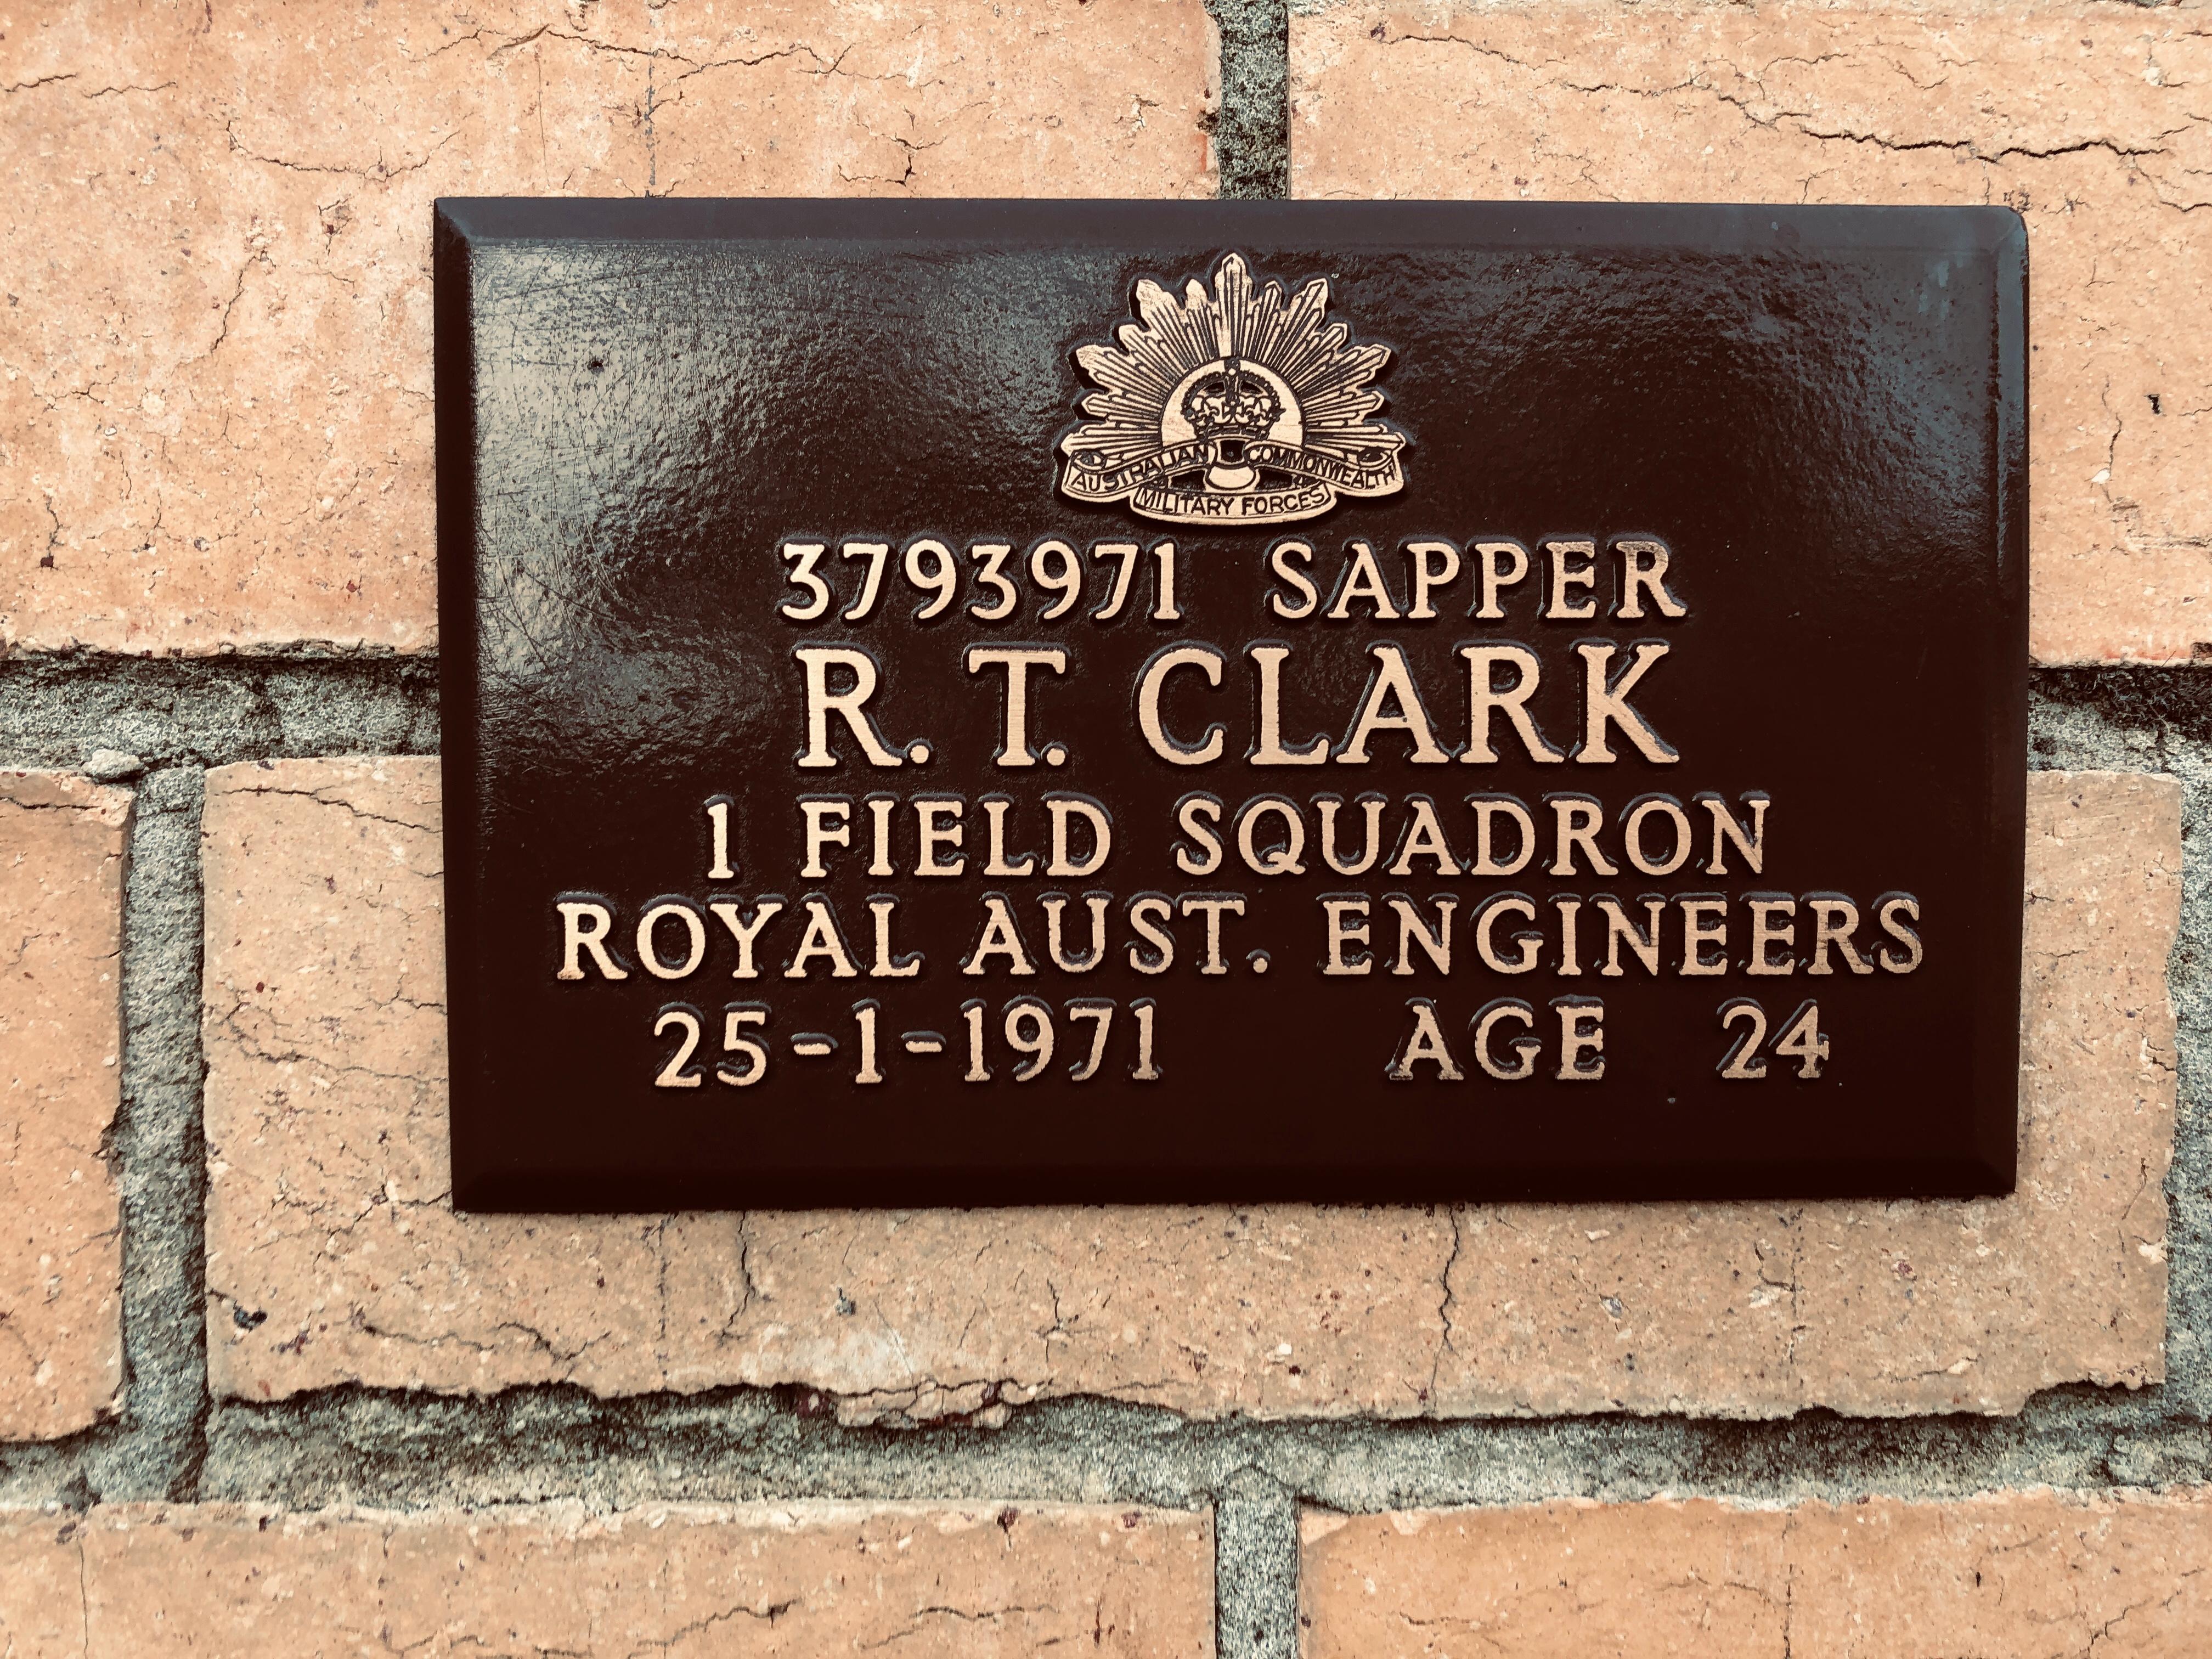 AUSTRALIAN COMMONWEALTH
MILITARY FORCES
3793971 SAPPER
R. T. CLARK
1 FIELD SQUADRON
ROYAL AUST. ENGINEERS
25-1-1971 AGE 24